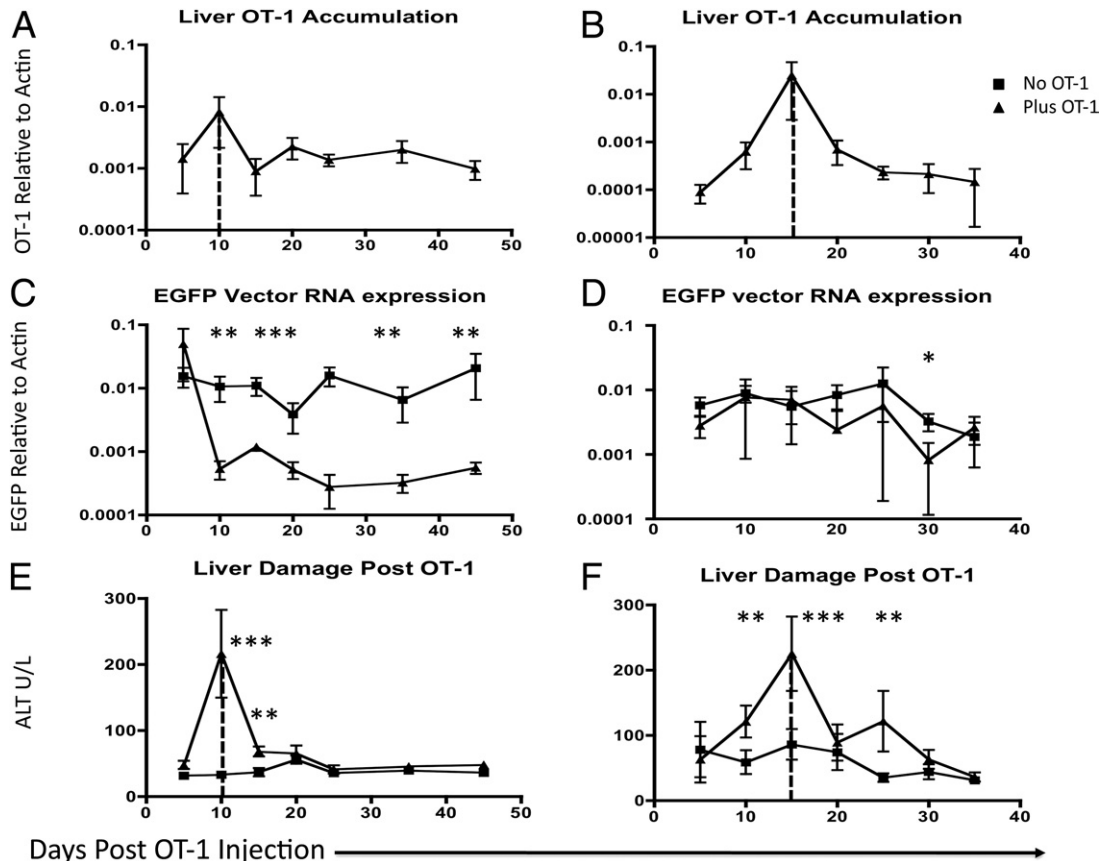 A
Liver OT-1 Accumulation
OT-1 Relative to Actin
0.1
0.01
0.001
0.0001
0 10 20 30 40 50
B
Liver OT-1 Accumulation
0.1
0.01
0.001
0.0001
0.00001
0 10 20 30 40
No OT-1
Plus OT-1
C
EGFP Vector RNA expression
EGFP Relative to Actin
0.1
0.01
0.001
0.0001
** *** ** **
0 10 20 30 40 50
D
EGFP vector RNA expression
0.1
0.01
0.001
0.0001
*
0 10 20 30 40
E
Liver Damage Post OT-1
ALT U/L
300
200
100
0
***
**
0 10 20 30 40 50
F
Liver Damage Post OT-1
300
200
100
0
** *** **
0 10 20 30 40
Days Post OT-1 Injection